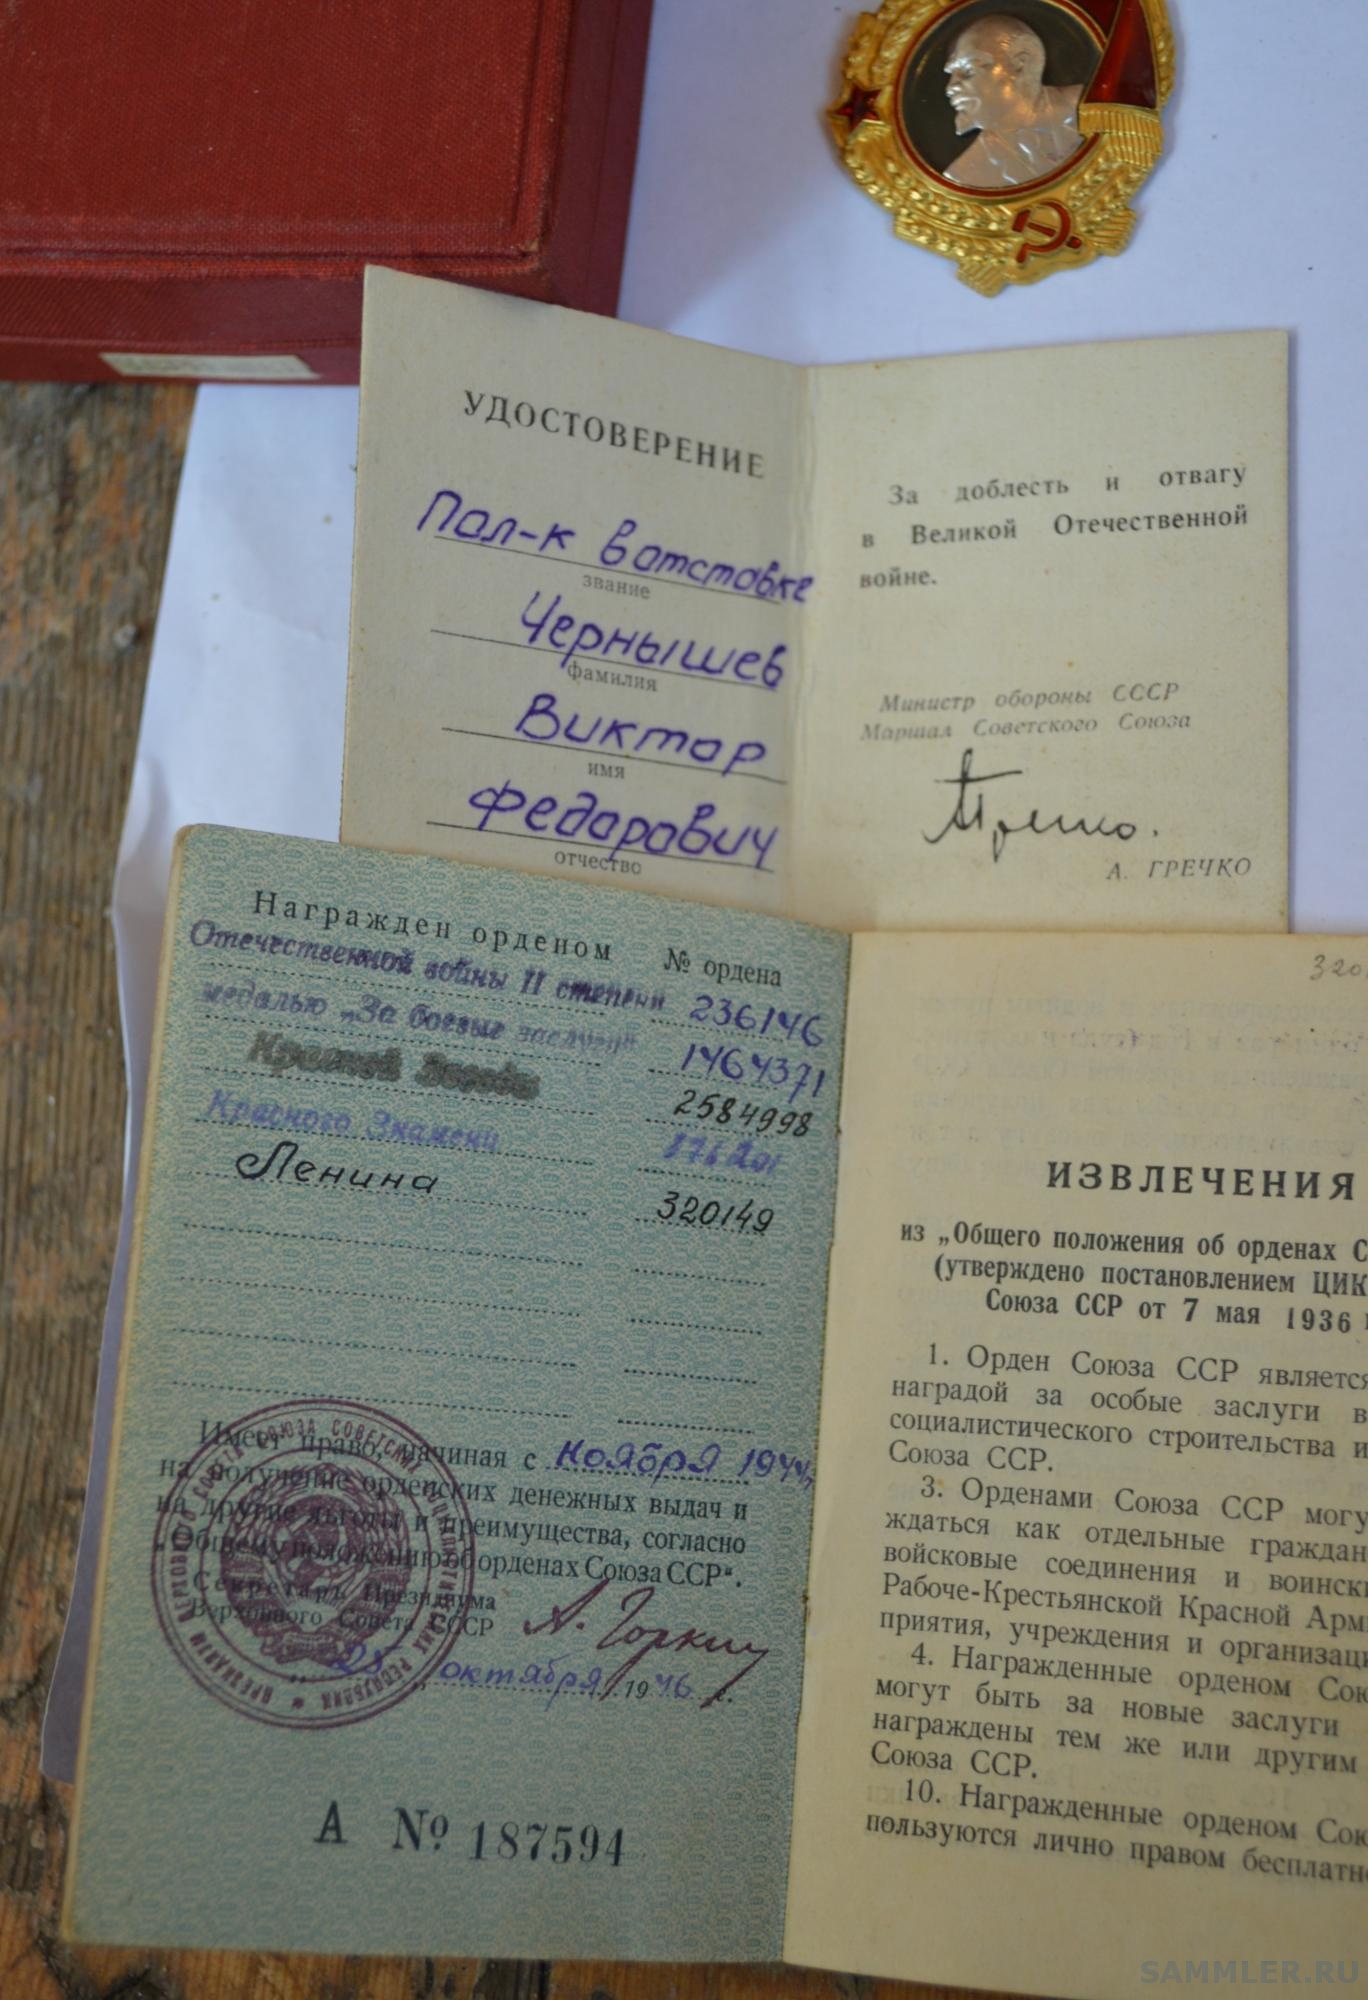 УДОСТОВЕРЕНИЕ
Пол-к в отставке
звание
Чернышев
фамилия
Виктор
имя
Федорович
отчество
За доблесть и отвагу
в Великой Отечественной
войне.
Министр обороны СССР
Маршал Советского Союза
А. ГРЕЧКО
Награжден орденом № ордена
Отечественной войны II степени 236146
медалью „За боевые заслуги" 1464371
Красной Звезды 2584998
Красного Знамени
Ленина 320149
Имеет право, начиная с ноября 1944 г.
на получение орденских денежных выдач и
на другие льготы и преимущества, согласно
„Общему положению об орденах Союза ССР".
Секретарь Президиума
Верховного Совета СССР А. Горкин
октября 1946 г.
А № 187594
320
ИЗВЛЕЧЕНИЯ
из „Общего положения об орденах С
(утверждено постановлением ЦИК
Союза ССР от 7 мая 1936
1. Орден Союза ССР является
наградой за особые заслуги в
социалистического строительства и
Союза ССР.
3. Орденами Союза ССР могу
ждаться как отдельные граждан
войсковые соединения и воински
Рабоче-Крестьянской Красной Арм
приятия, учреждения и организаци
4. Награжденные орденом Сою
могут быть за новые заслуги
награждены тем же или другим
Союза ССР.
10. Награжденные орденом Сою
пользуются лично правом бесплатно
SAMMLER.RU